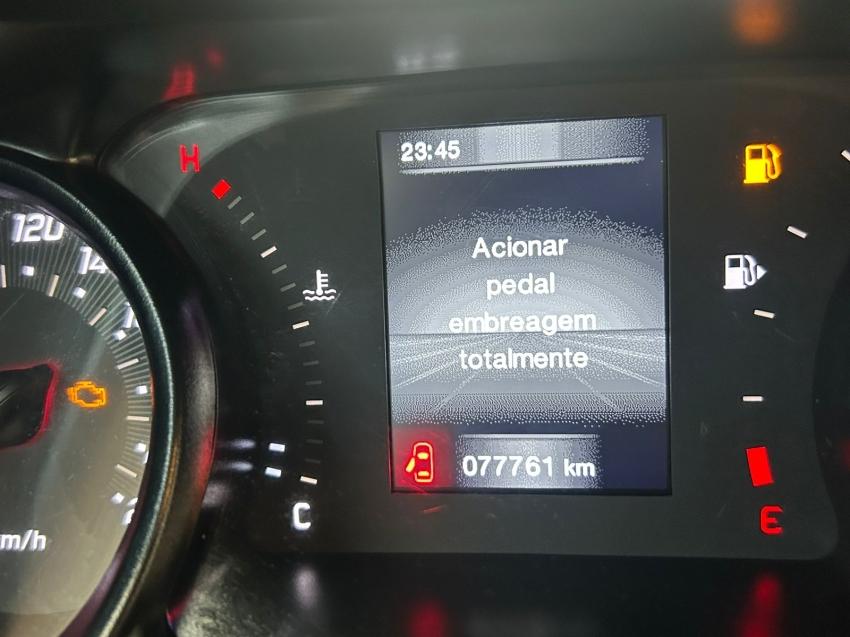 120
14
H
23:45
Acionar
pedal
embreagem
totalmente
077761 km
C
E
m/h